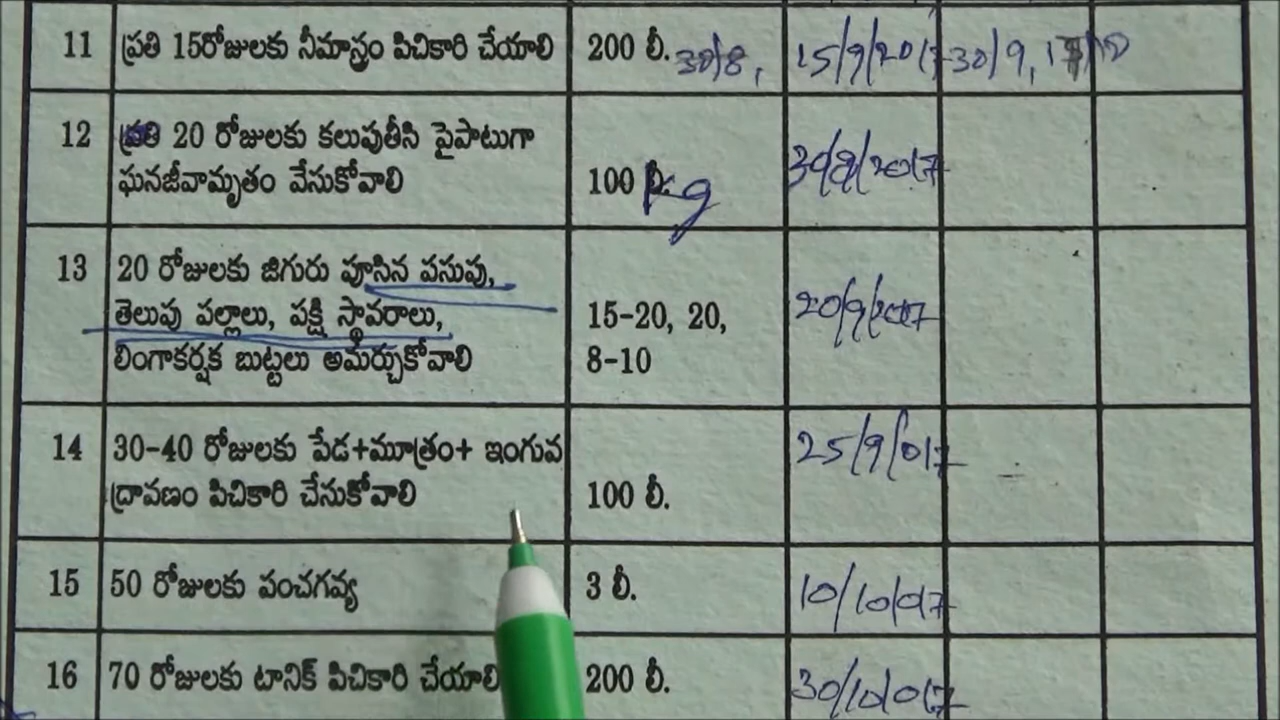 11 ప్రతి 15రోజులకు నీమాస్త్రం పిచికారి చేయాలి 200 లీ. 30/8, 15/9/2017 30/9,
12 ప్రతి 20 రోజులకు కలుపుతీసి పైపాటుగా
ఘనజీవామృతం వేసుకోవాలి 100 kg 30/8/2017
13 20 రోజులకు జిగురు పూసిన పసుపు,
తెలుపు పల్లాలు, పక్షి స్థావరాలు, 15-20, 20, 20/9/2017
లింగాకర్షక బుట్టలు అమర్చుకోవాలి 8-10
14 30-40 రోజులకు పేడ+మూత్రం+ ఇంగువ 25/9/017
ద్రావణం పిచికారి చేసుకోవాలి 100 లీ.
15 50 రోజులకు పంచగవ్య 3 లీ. 10/10/017
16 70 రోజులకు టానిక్ పిచికారి చేయాలి 200 లీ. 30/10/017